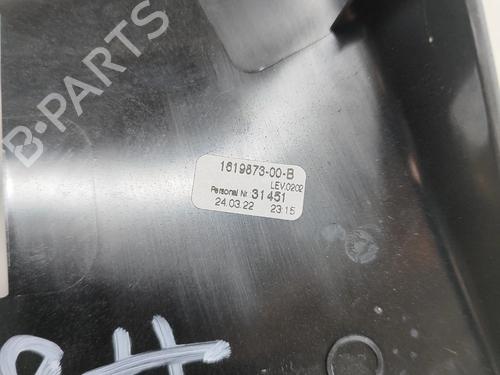 B-PARTS
1619873-00-B
LEV.0202
Personal Nr. 31451
24.03.22 23:15